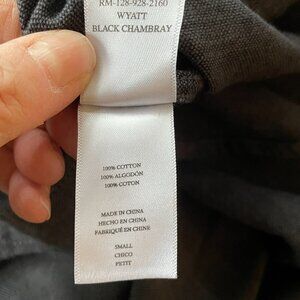 RM-128-928-2160
WYATT
BLACK CHAMBRAY
100% COTTON
100% ALGODÓN
100% COTON
MADE IN CHINA
HECHO EN CHINA
FABRIQUÉ EN CHINE
SMALL
CHICO
PETIT